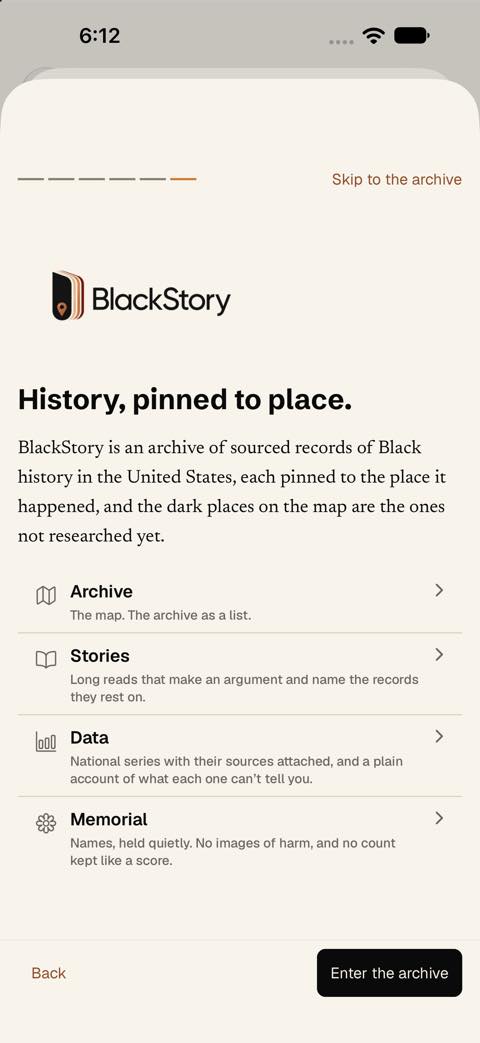 6:12
Skip to the archive
BlackStory
History, pinned to place.
BlackStory is an archive of sourced records of Black
history in the United States, each pinned to the place it
happened, and the dark places on the map are the ones
not researched yet.
Archive
The map. The archive as a list.
Stories
Long reads that make an argument and name the records
they rest on.
Data
National series with their sources attached, and a plain
account of what each one can’t tell you.
Memorial
Names, held quietly. No images of harm, and no count
kept like a score.
Back
Enter the archive